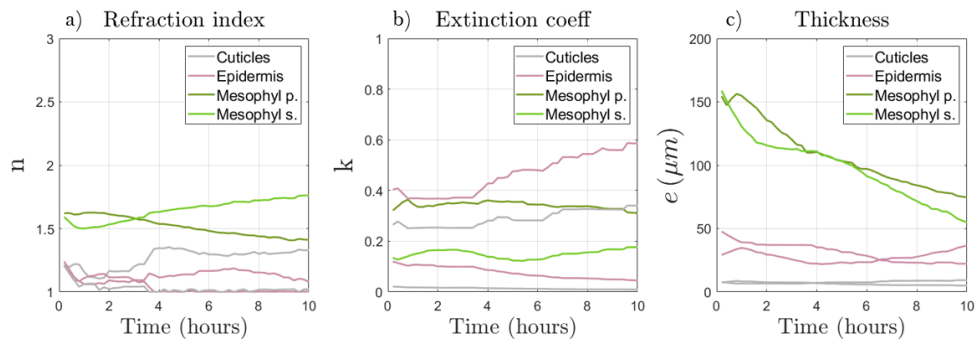 a) Refraction index
3
2.5
2
1.5
1
n
0 2 4 6 8 10
Time (hours)
Cuticles
Epidermis
Mesophyl p.
Mesophyl s.
b) Extinction coeff
1
0.8
0.6
0.4
0.2
0
k
0 2 4 6 8 10
Time (hours)
Cuticles
Epidermis
Mesophyl p.
Mesophyl s.
c) Thickness
200
150
100
50
0
e (μm)
0 2 4 6 8 10
Time (hours)
Cuticles
Epidermis
Mesophyl p.
Mesophyl s.